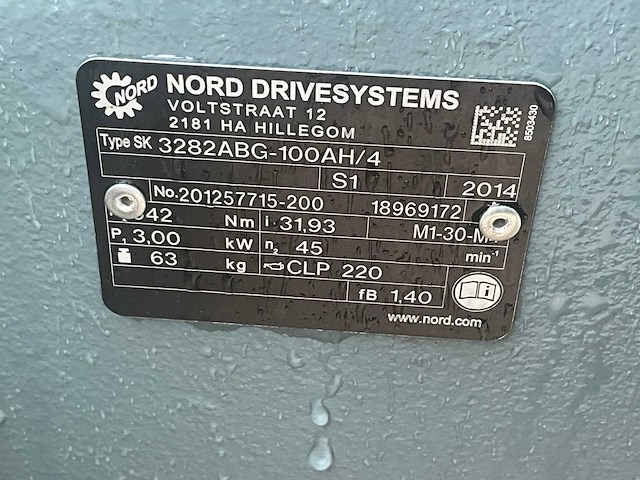 NORD NORD DRIVESYSTEMS
VOLTSTRAAT 12
2181 HA HILLEGOM
8503430
Type SK 3282ABG-100AH/4
S1 2014
No.201257715-200 18969172
Nm i 31,93 M1-30-M
P1 3,00 kW n2 45 min-1
63 kg CLP 220
fB 1,40 i
www.nord.com